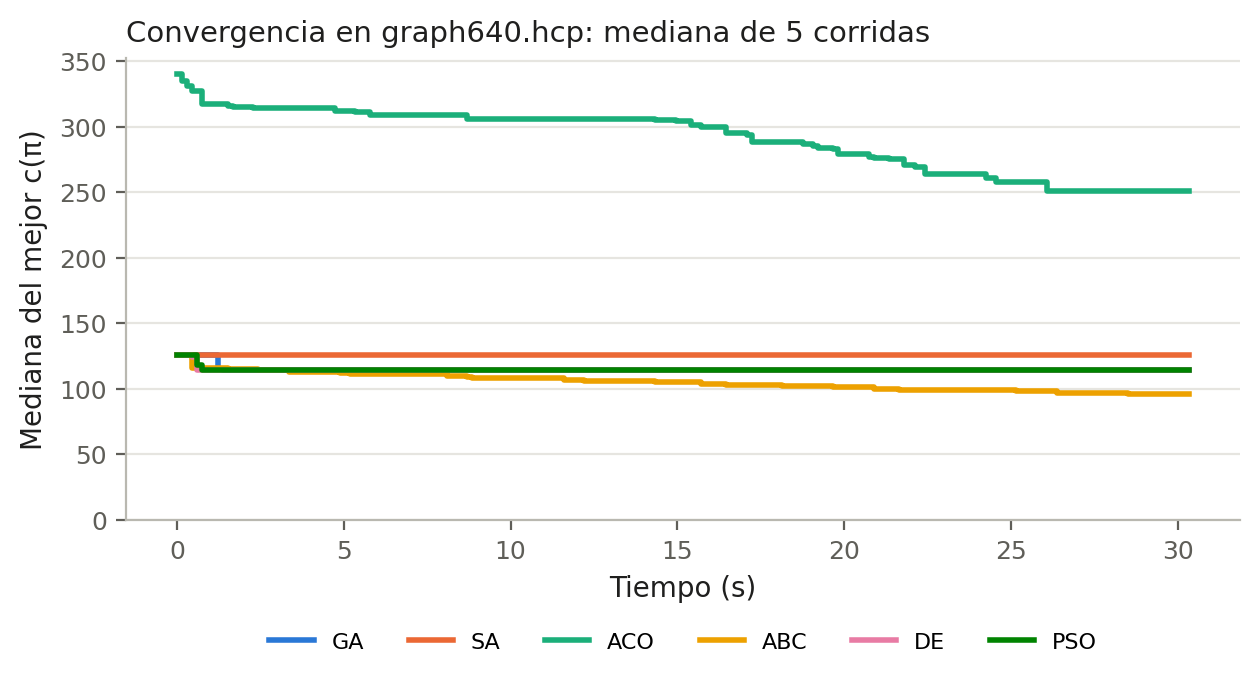 Convergencia en graph640.hcp: mediana de 5 corridas
Mediana del mejor c(π)
350
300
250
200
150
100
50
0
0 5 10 15 20 25 30
Tiempo (s)
GA SA ACO ABC DE PSO